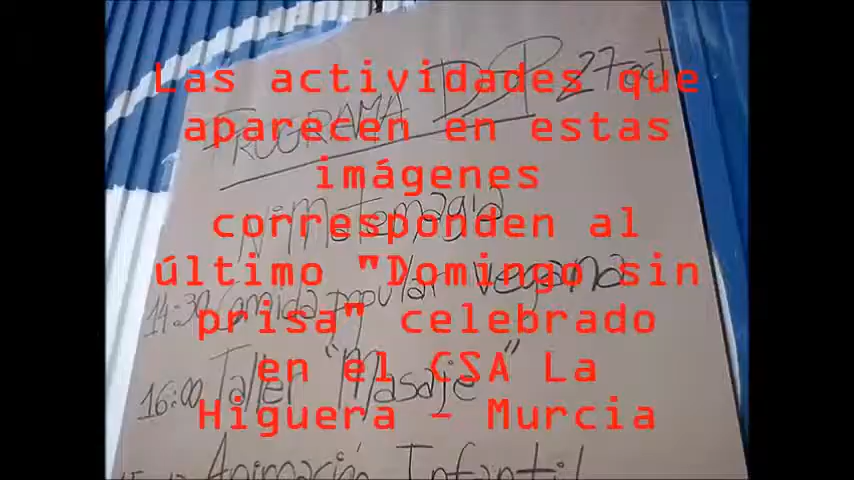 Las actividades que
aparecen en estas
imágenes
corresponden al
último "Domingo sin
prisa" celebrado
en el CSA La
Higuera - Murcia
PROGRAMA DSP 27 oct
Matemagia
14:30 Comida popular vegana
16:00 Taller "Masaje"
Animación Infantil